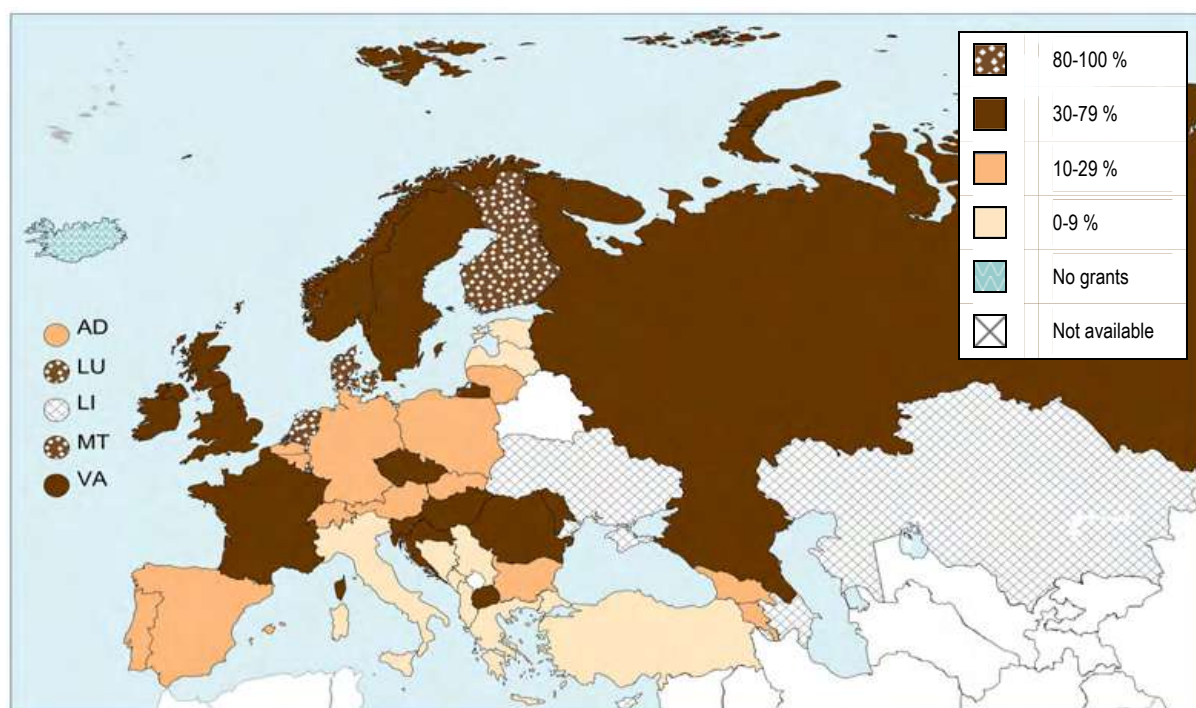 80-100 %
30-79 %
10-29 %
0-9 %
No grants
Not available
AD
LU
LI
MT
VA